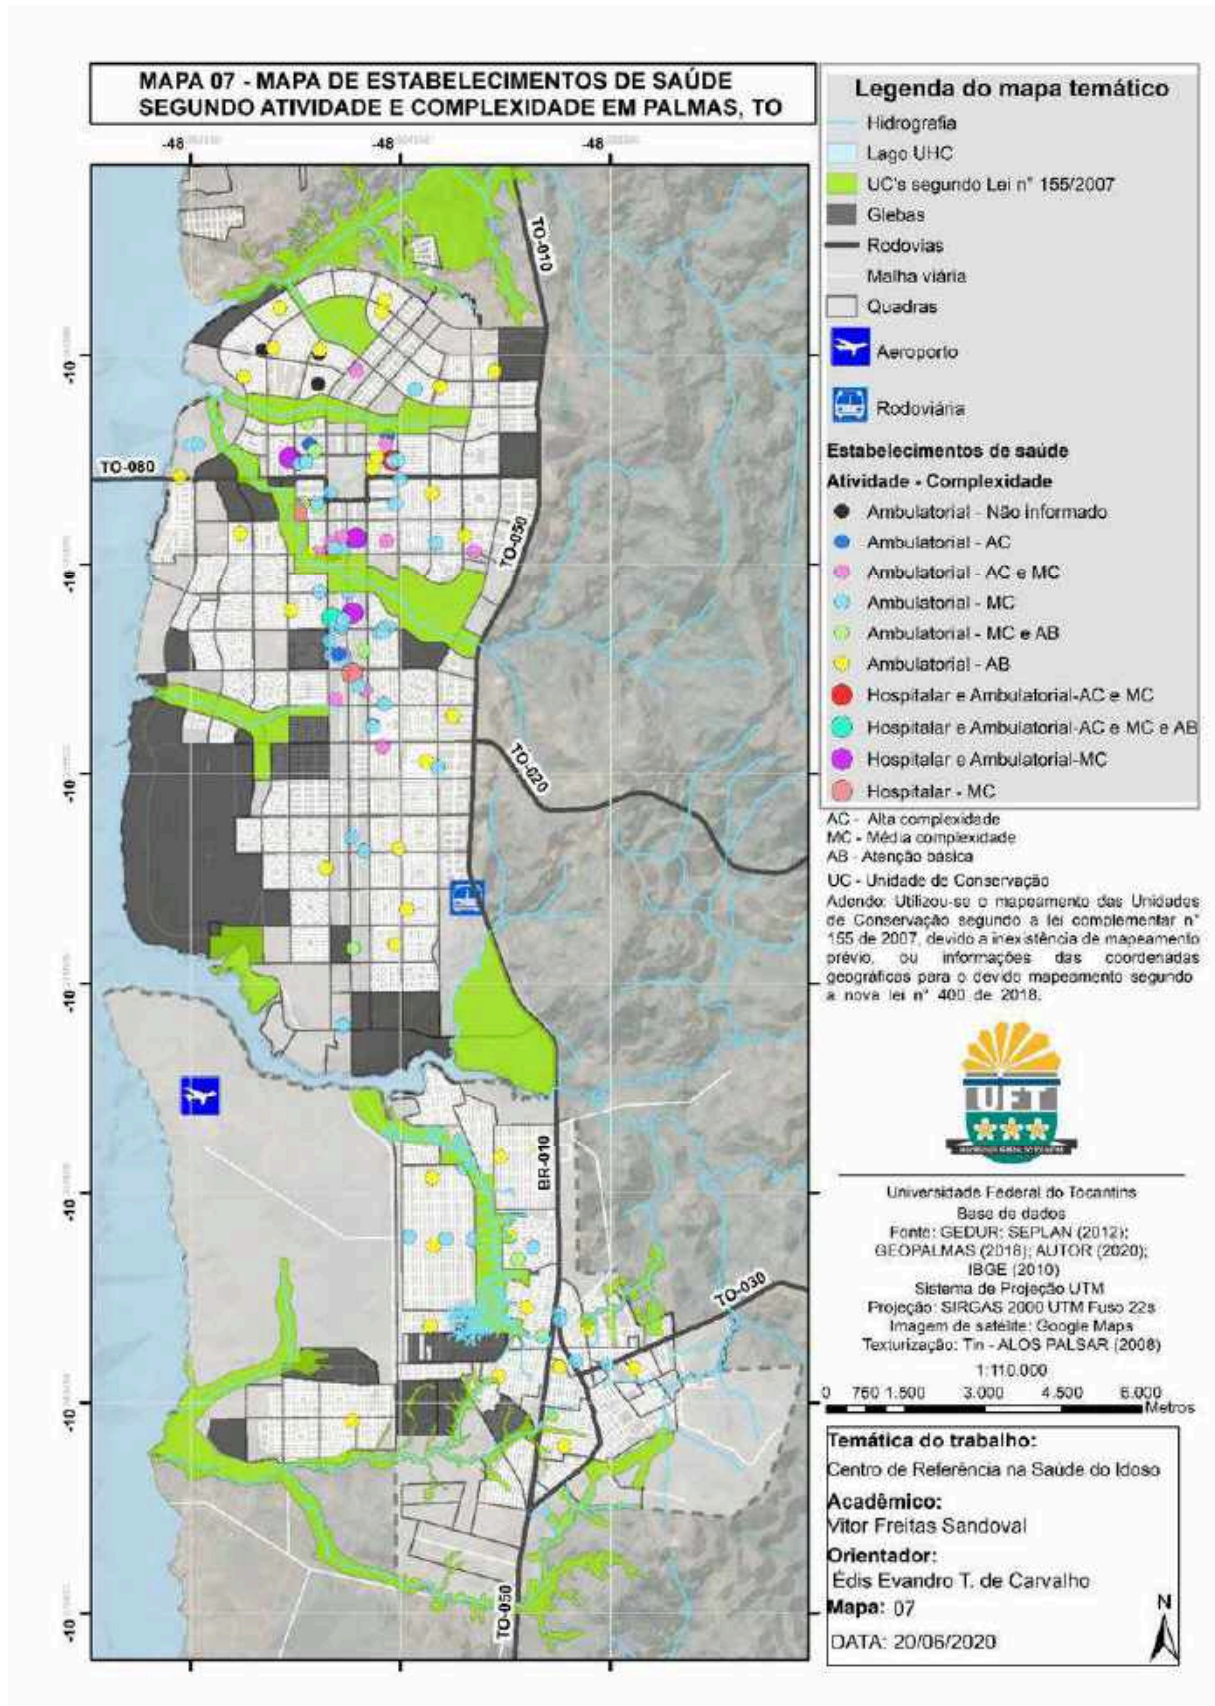 MAPA 07 - MAPA DE ESTABELECIMENTOS DE SAÚDE
SEGUNDO ATIVIDADE E COMPLEXIDADE EM PALMAS, TO
-48
-48
-48
-10
-10
-10
-10
-10
-10
-10
TO-010
TO-080
TO-050
TO-020
BR-010
TO-030
TO-050
Legenda do mapa temático
Hidrografia
Lago UHC
UC's segundo Lei n° 155/2007
Glebas
Rodovias
Malha viária
Quadras
Aeroporto
Rodoviária
Estabelecimentos de saúde
Atividade - Complexidade
Ambulatorial - Não informado
Ambulatorial - AC
Ambulatorial - AC e MC
Ambulatorial - MC
Ambulatorial - MC e AB
Ambulatorial - AB
Hospitalar e Ambulatorial-AC e MC
Hospitalar e Ambulatorial-AC e MC e AB
Hospitalar e Ambulatorial-MC
Hospitalar - MC
AC - Alta complexidade
MC - Média complexidade
AB - Atenção básica
UC - Unidade de Conservação
Adendo: Utilizou-se o mapeamento das Unidades
de Conservação segundo a lei complementar n°
155 de 2007, devido a inexistência de mapeamento
prévio, ou informações das coordenadas
geográficas para o devido mapeamento segundo
a nova lei n° 400 de 2018.
UFT
Universidade Federal do Tocantins
Base de dados
Fonte: GEDUR; SEPLAN (2012);
GEOPALMAS (2018); AUTOR (2020);
IBGE (2010)
Sistema de Projeção UTM
Projeção: SIRGAS 2000 UTM Fuso 22s
Imagem de satélite: Google Maps
Texturização: Tin - ALOS PALSAR (2008)
1:110.000
0 750 1.500 3.000 4.500 6.000
Metros
Temática do trabalho:
Centro de Referência na Saúde do Idoso
Acadêmico:
Vitor Freitas Sandoval
Orientador:
Édis Evandro T. de Carvalho
Mapa: 07
DATA: 20/06/2020
N